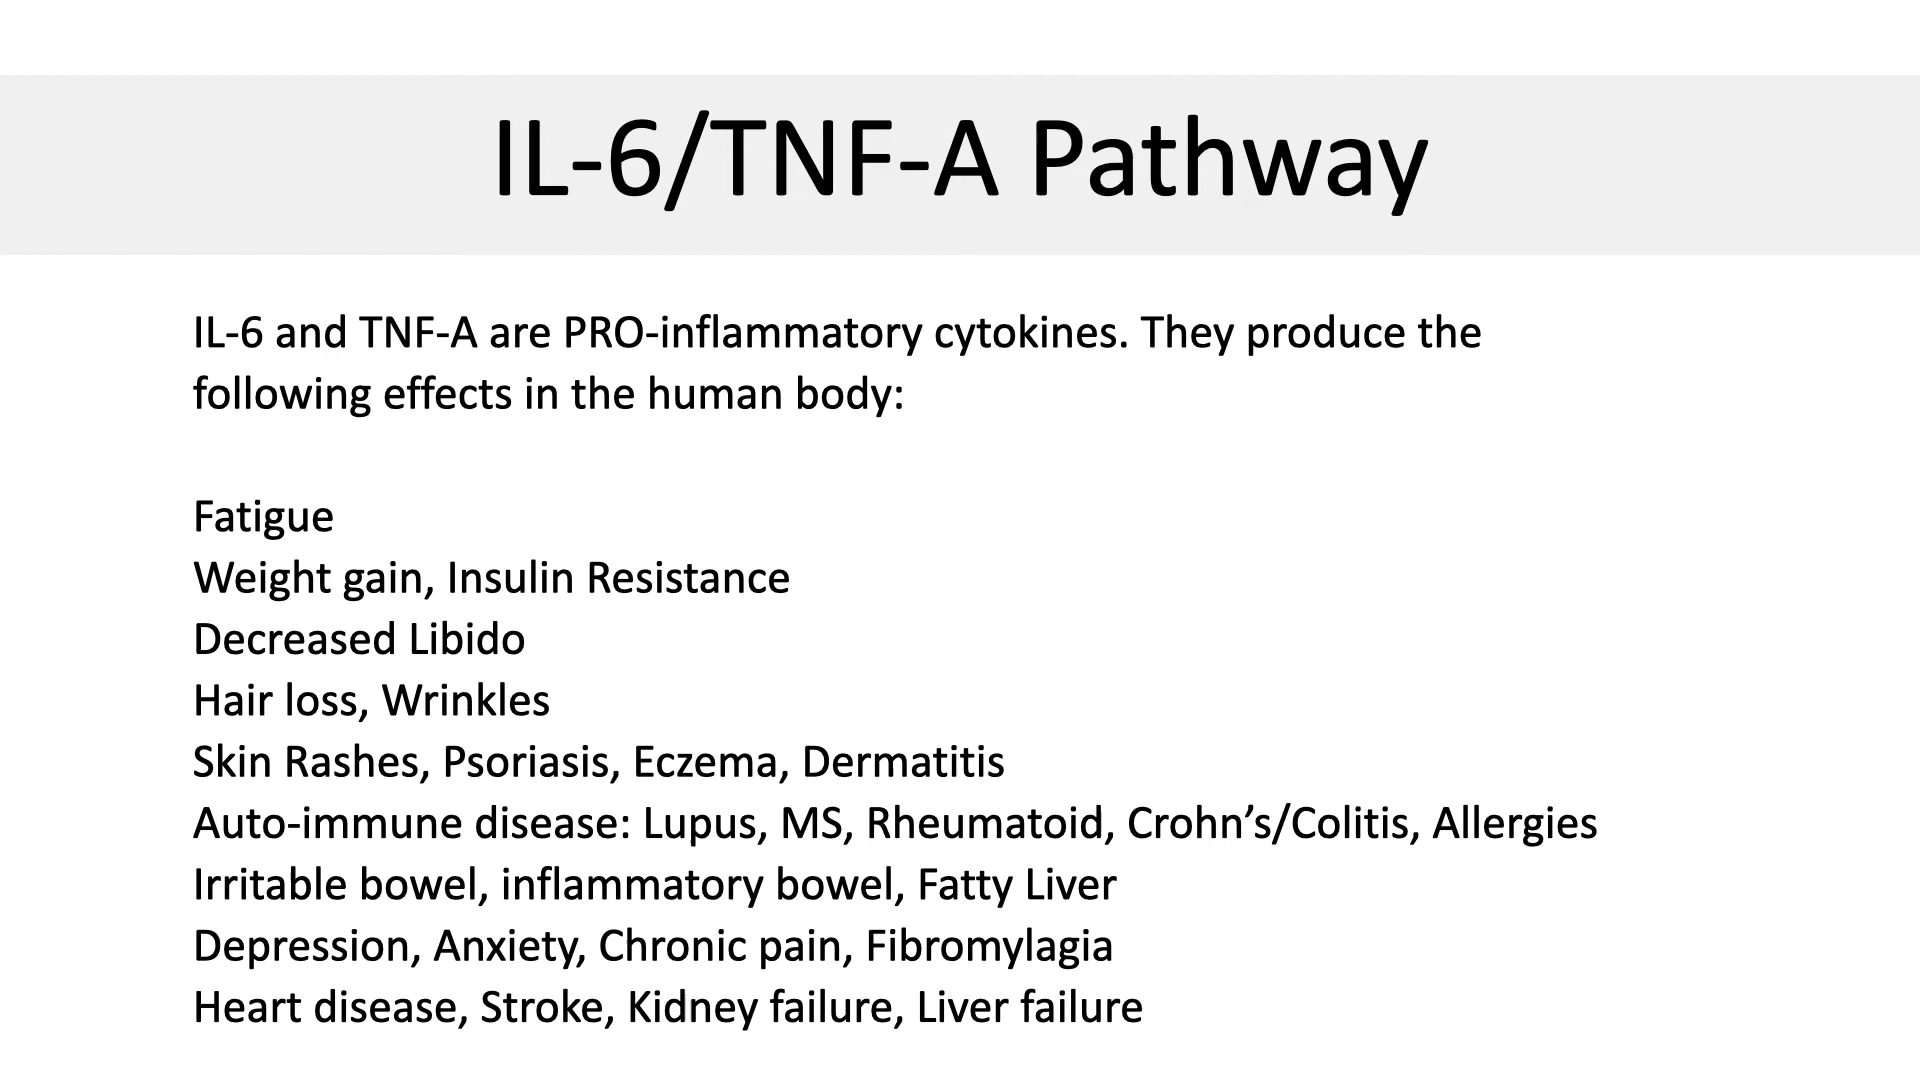 IL-6/TNF-A Pathway
IL-6 and TNF-A are PRO-inflammatory cytokines. They produce the
following effects in the human body:
Fatigue
Weight gain, Insulin Resistance
Decreased Libido
Hair loss, Wrinkles
Skin Rashes, Psoriasis, Eczema, Dermatitis
Auto-immune disease: Lupus, MS, Rheumatoid, Crohn’s/Colitis, Allergies
Irritable bowel, inflammatory bowel, Fatty Liver
Depression, Anxiety, Chronic pain, Fibromylagia
Heart disease, Stroke, Kidney failure, Liver failure